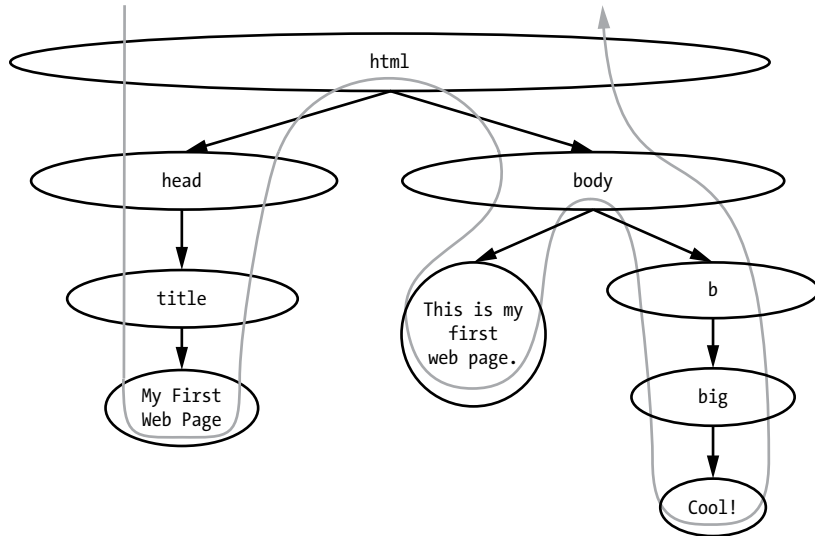 html
head
body
title
b
This is my
first
web page.
My First
Web Page
big
Cool!